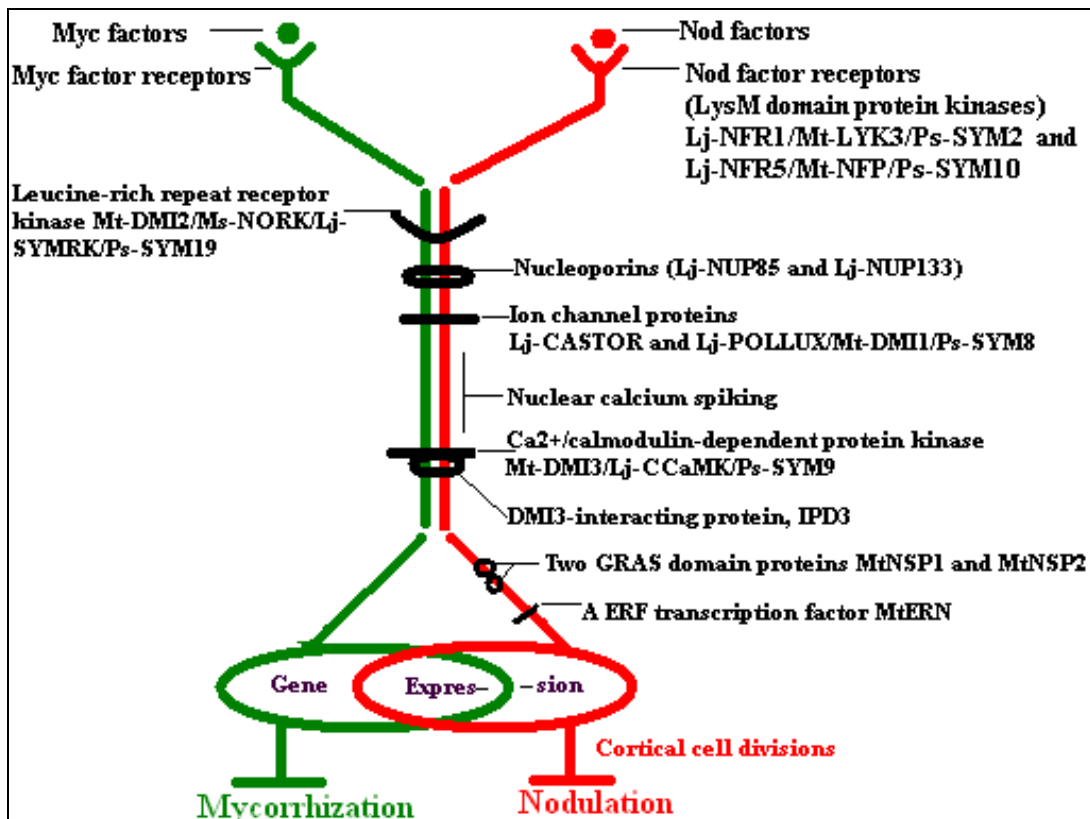 Myc factors
Myc factor receptors
Nod factors
Nod factor receptors
(LysM domain protein kinases)
Lj-NFR1/Mt-LYK3/Ps-SYM2 and
Lj-NFR5/Mt-NFP/Ps-SYM10
Leucine-rich repeat receptor
kinase Mt-DMI2/Ms-NORK/Lj-
SYMRK/Ps-SYM19
Nucleoporins (Lj-NUP85 and Lj-NUP133)
Ion channel proteins
Lj-CASTOR and Lj-POLLUX/Mt-DMI1/Ps-SYM8
Nuclear calcium spiking
Ca2+/calmodulin-dependent protein kinase
Mt-DMI3/Lj-CCaMK/Ps-SYM9
DMI3-interacting protein, IPD3
Two GRAS domain proteins MtNSP1 and MtNSP2
A ERF transcription factor MtERN
Gene Expres- -sion
Cortical cell divisions
Mycorrhization
Nodulation